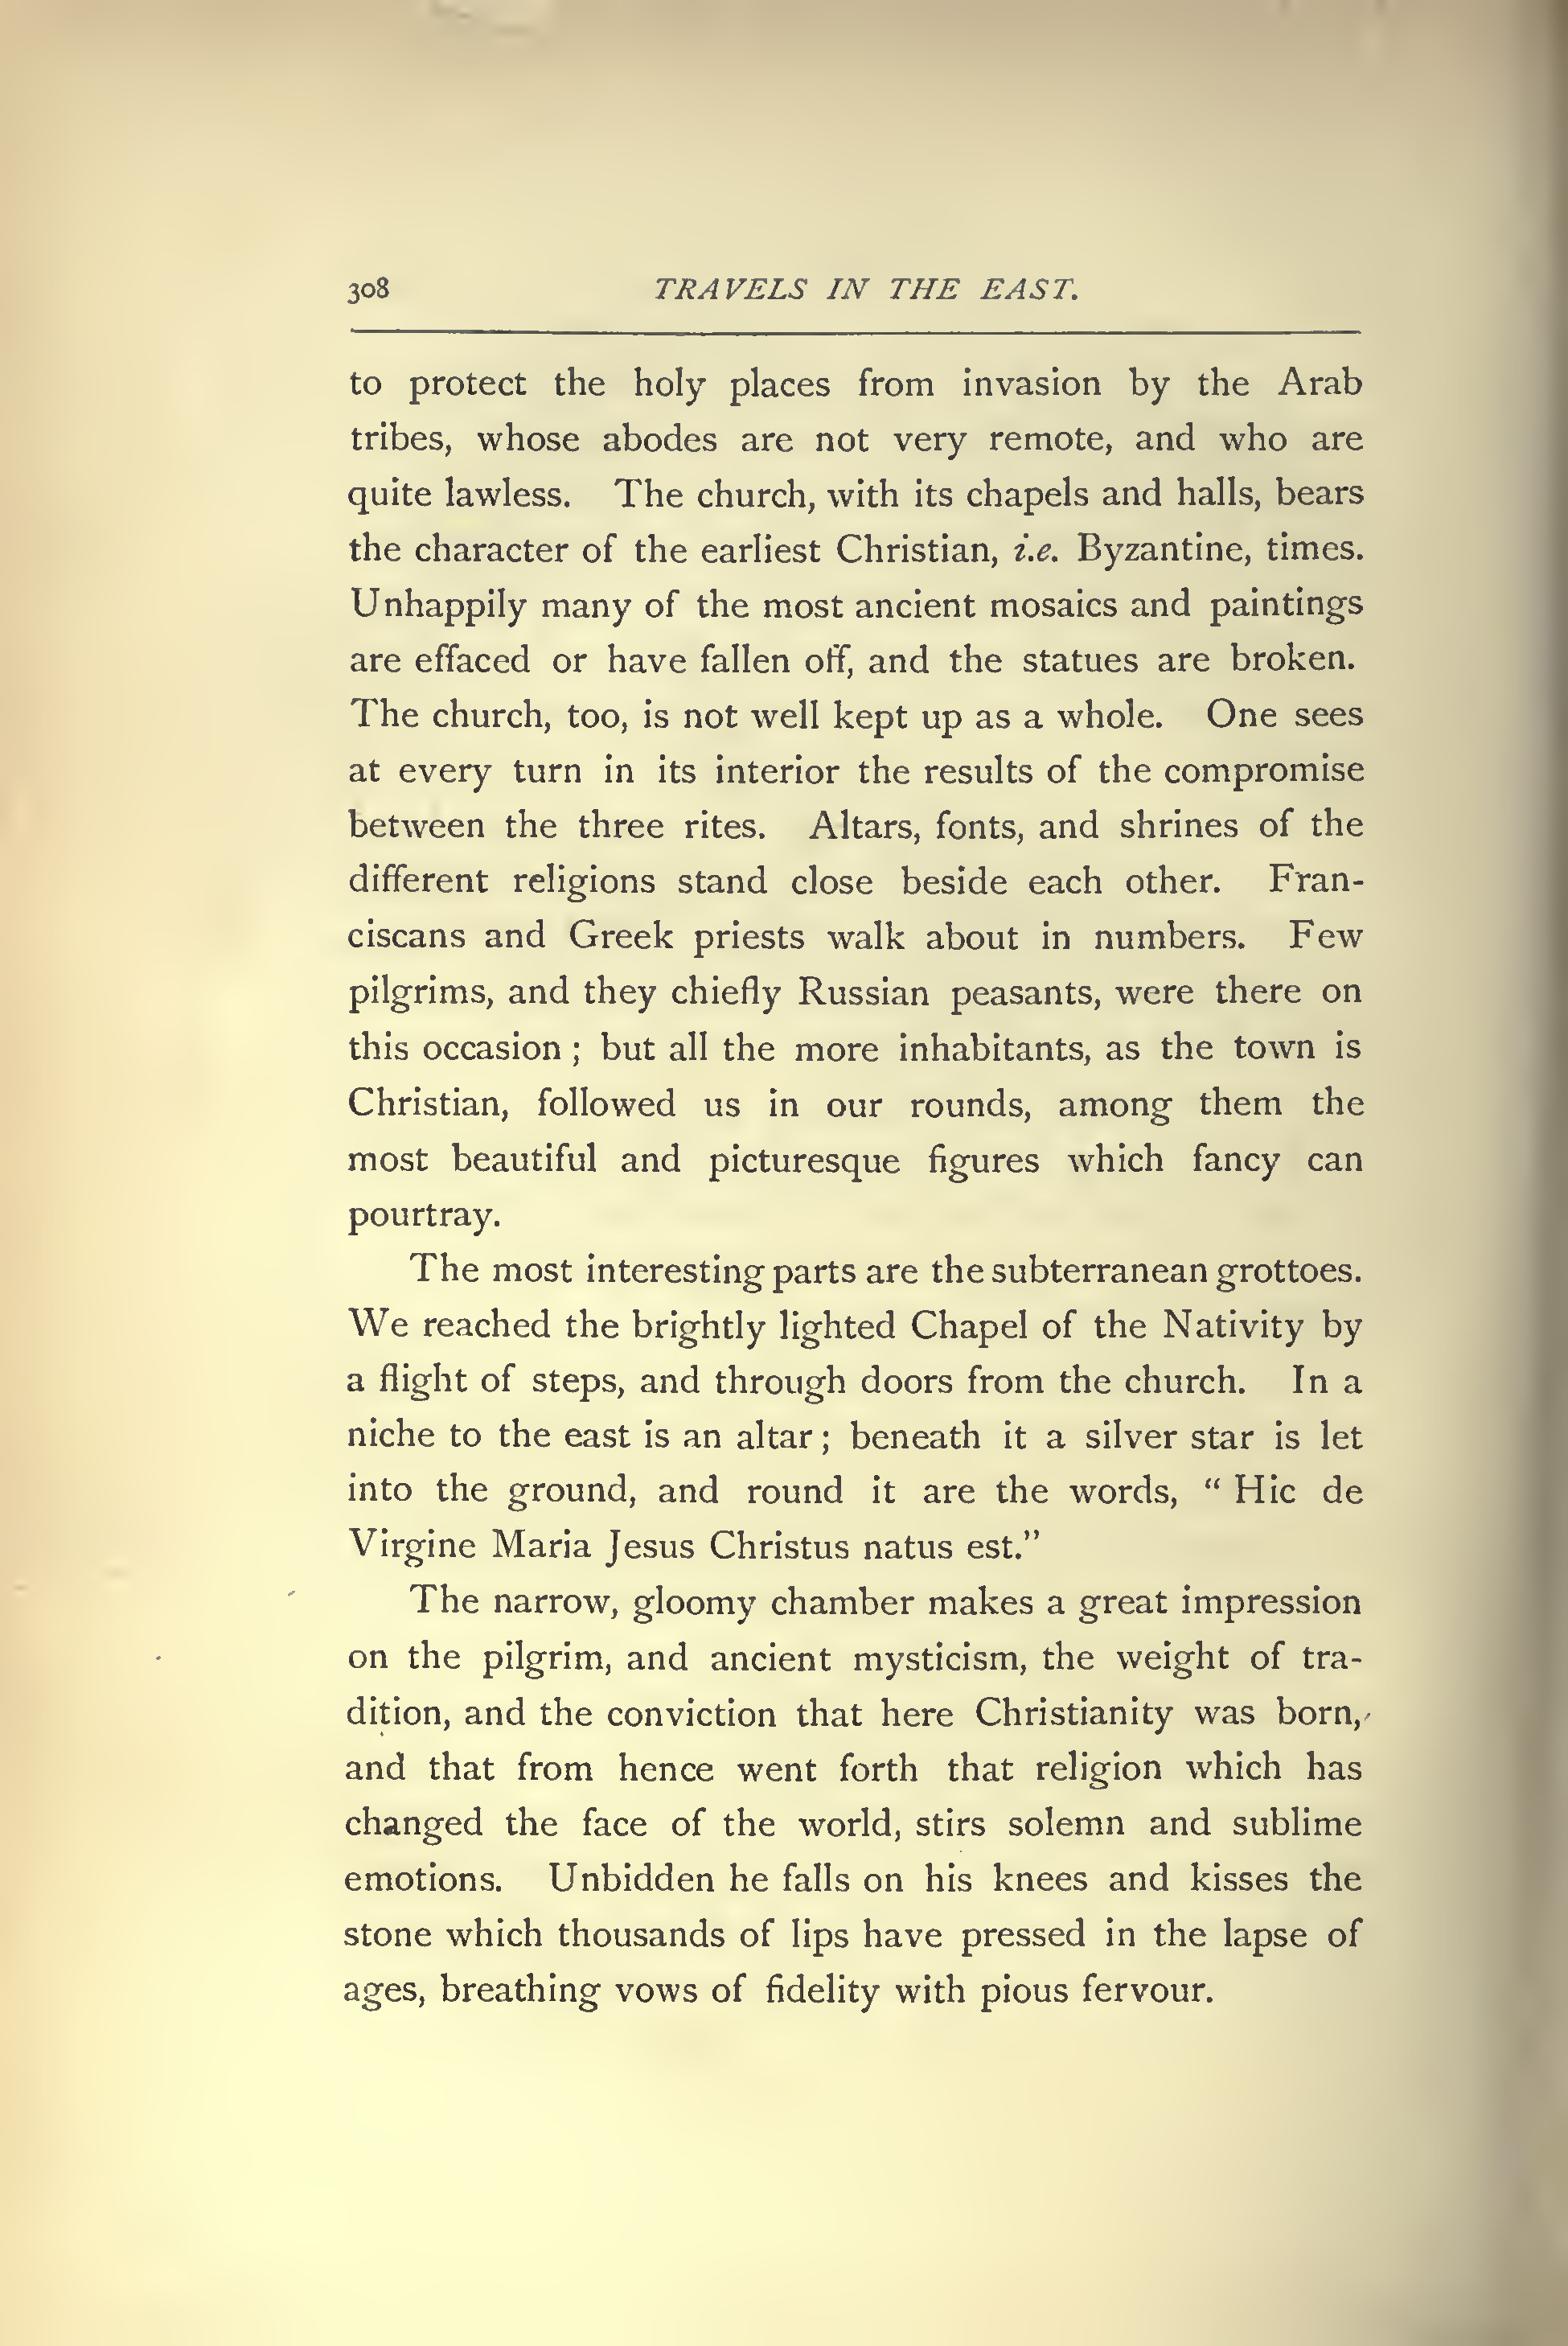 308 TRAVELS IN THE EAST.
to protect the holy places from invasion by the Arab
tribes, whose abodes are not very remote, and who are
quite lawless. The church, with its chapels and halls, bears
the character of the earliest Christian, i.e. Byzantine, times.
Unhappily many of the most ancient mosaics and paintings
are effaced or have fallen off, and the statues are broken.
The church, too, is not well kept up as a whole. One sees
at every turn in its interior the results of the compromise
between the three rites. Altars, fonts, and shrines of the
different religions stand close beside each other. Fran-
ciscans and Greek priests walk about in numbers. Few
pilgrims, and they chiefly Russian peasants, were there on
this occasion ; but all the more inhabitants, as the town is
Christian, followed us in our rounds, among them the
most beautiful and picturesque figures which fancy can
pourtray.
The most interesting parts are the subterranean grottoes.
We reached the brightly lighted Chapel of the Nativity by
a flight of steps, and through doors from the church. In a
niche to the east is an altar ; beneath it a silver star is let
into the ground, and round it are the words, “ Hic de
Virgine Maria Jesus Christus natus est.”
The narrow, gloomy chamber makes a great impression
on the pilgrim, and ancient mysticism, the weight of tra-
dition, and the conviction that here Christianity was born,
and that from hence went forth that religion which has
changed the face of the world, stirs solemn and sublime
emotions. Unbidden he falls on his knees and kisses the
stone which thousands of lips have pressed in the lapse of
ages, breathing vows of fidelity with pious fervour.